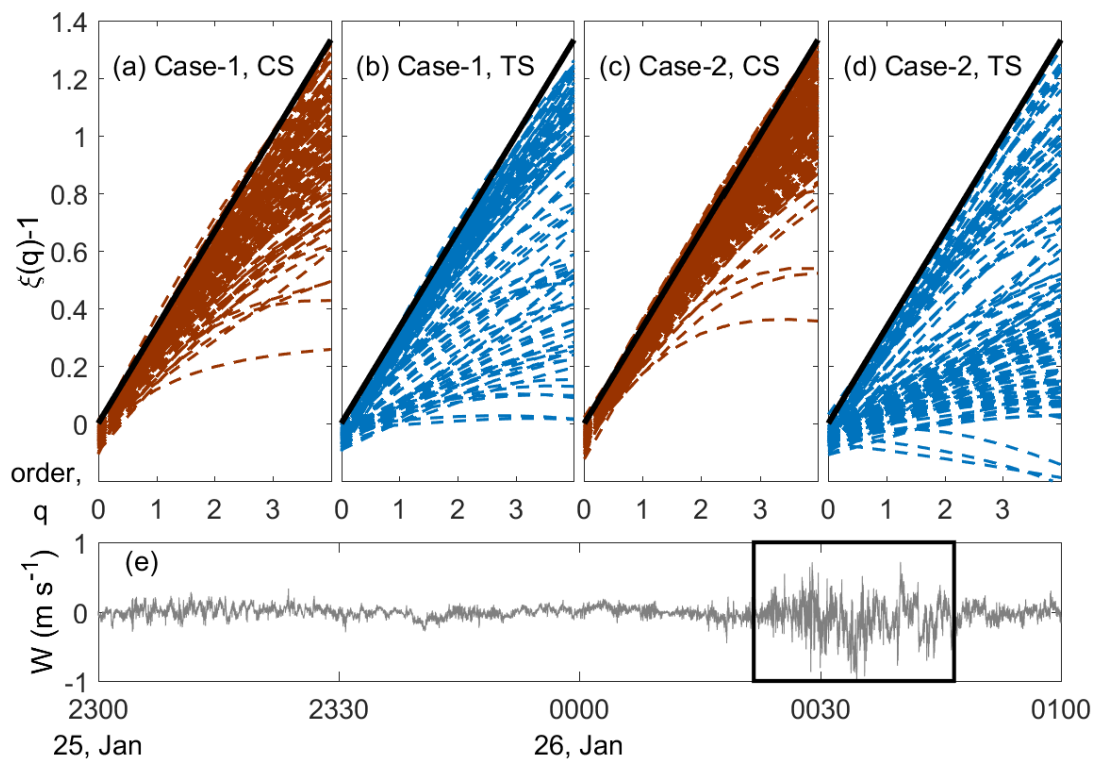 1.4
1.2
1
0.8
0.6
0.4
0.2
0
ξ(q)-1
(a) Case-1, CS
(b) Case-1, TS
(c) Case-2, CS
(d) Case-2, TS
order,
q
0 1 2 3
0 1 2 3
0 1 2 3
0 1 2 3
(e)
W (m s⁻¹)
1
0
-1
2300 2330 0000 0030 0100
25, Jan 26, Jan